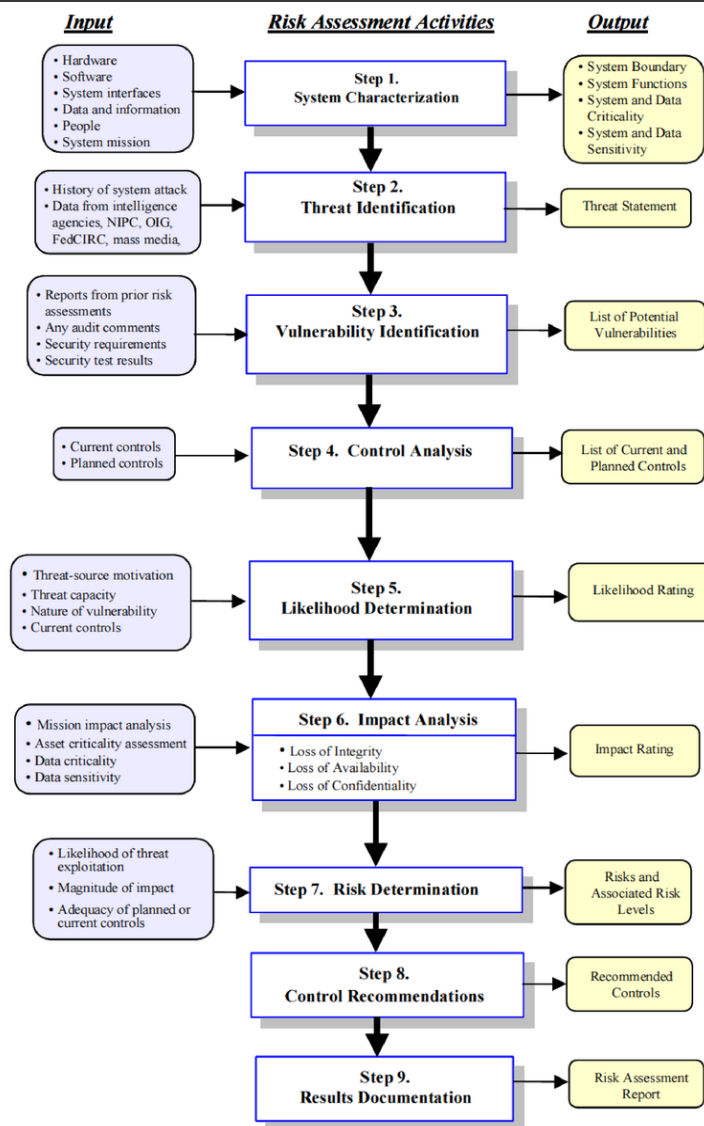 Input
Risk Assessment Activities
Output
• Hardware
• Software
• System interfaces
• Data and information
• People
• System mission
Step 1.
System Characterization
• System Boundary
• System Functions
• System and Data
Criticality
• System and Data
Sensitivity
• History of system attack
• Data from intelligence
agencies, NIPC, OIG,
FedCIRC, mass media,
Step 2.
Threat Identification
Threat Statement
• Reports from prior risk
assessments
• Any audit comments
• Security requirements
• Security test results
Step 3.
Vulnerability Identification
List of Potential
Vulnerabilities
• Current controls
• Planned controls
Step 4. Control Analysis
List of Current and
Planned Controls
• Threat-source motivation
• Threat capacity
• Nature of vulnerability
• Current controls
Step 5.
Likelihood Determination
Likelihood Rating
• Mission impact analysis
• Asset criticality assessment
• Data criticality
• Data sensitivity
Step 6. Impact Analysis
• Loss of Integrity
• Loss of Availability
• Loss of Confidentiality
Impact Rating
• Likelihood of threat
exploitation
• Magnitude of impact
• Adequacy of planned or
current controls
Step 7. Risk Determination
Risks and
Associated Risk
Levels
Step 8.
Control Recommendations
Recommended
Controls
Step 9.
Results Documentation
Risk Assessment
Report